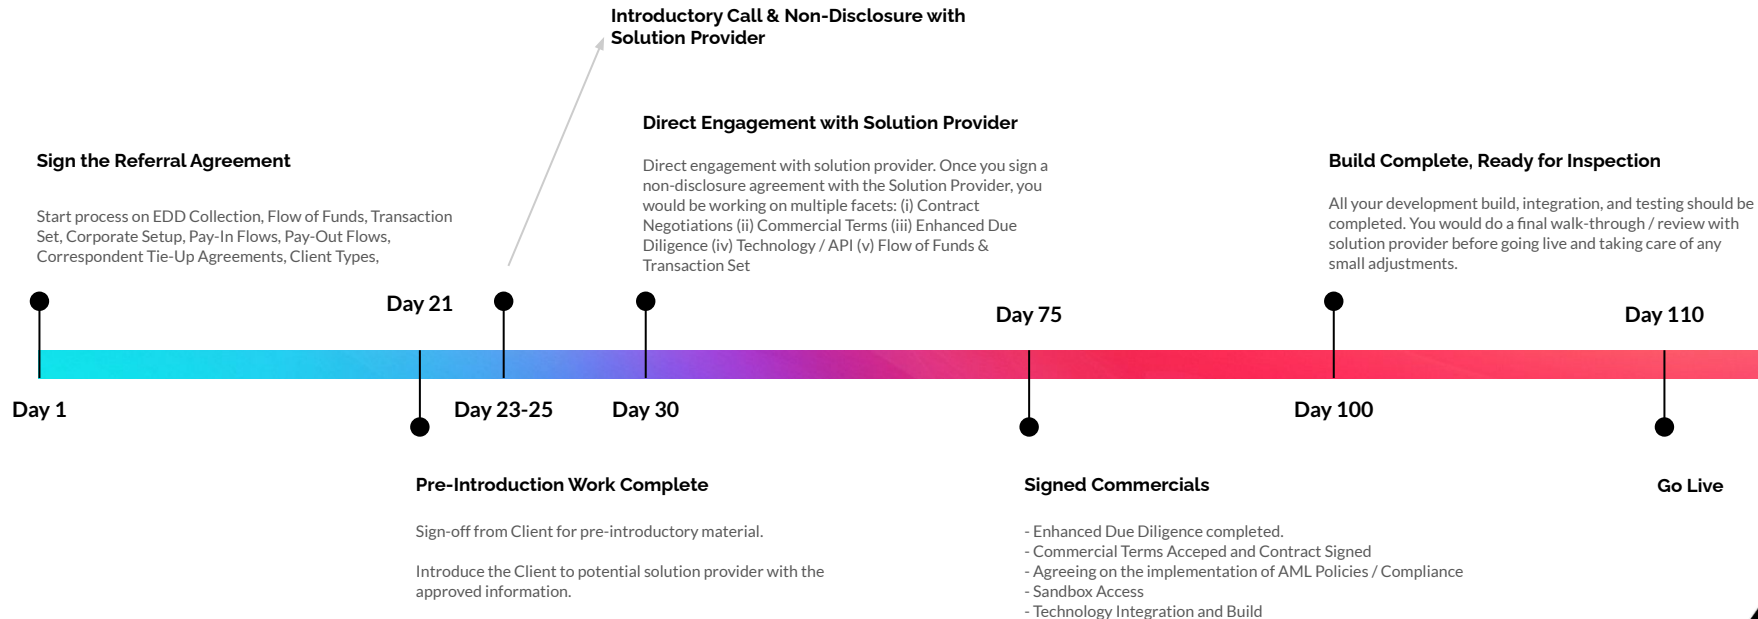 Introductory Call & Non-Disclosure with
Solution Provider
Direct Engagement with Solution Provider
Direct engagement with solution provider. Once you sign a
non-disclosure agreement with the Solution Provider, you
would be working on multiple facets: (i) Contract
Negotiations (ii) Commercial Terms (iii) Enhanced Due
Diligence (iv) Technology / API (v) Flow of Funds &
Transaction Set
Sign the Referral Agreement
Start process on EDD Collection, Flow of Funds, Transaction
Set, Corporate Setup, Pay-In Flows, Pay-Out Flows,
Correspondent Tie-Up Agreements, Client Types,
Build Complete, Ready for Inspection
All your development build, integration, and testing should be
completed. You would do a final walk-through / review with
solution provider before going live and taking care of any
small adjustments.
Day 21
Day 75
Day 110
Day 1
Day 23-25
Day 30
Day 100
Pre-Introduction Work Complete
Sign-off from Client for pre-introductory material.
Introduce the Client to potential solution provider with the
approved information.
Signed Commercials
- Enhanced Due Diligence completed.
- Commercial Terms Acceped and Contract Signed
- Agreeing on the implementation of AML Policies / Compliance
- Sandbox Access
- Technology Integration and Build
Go Live